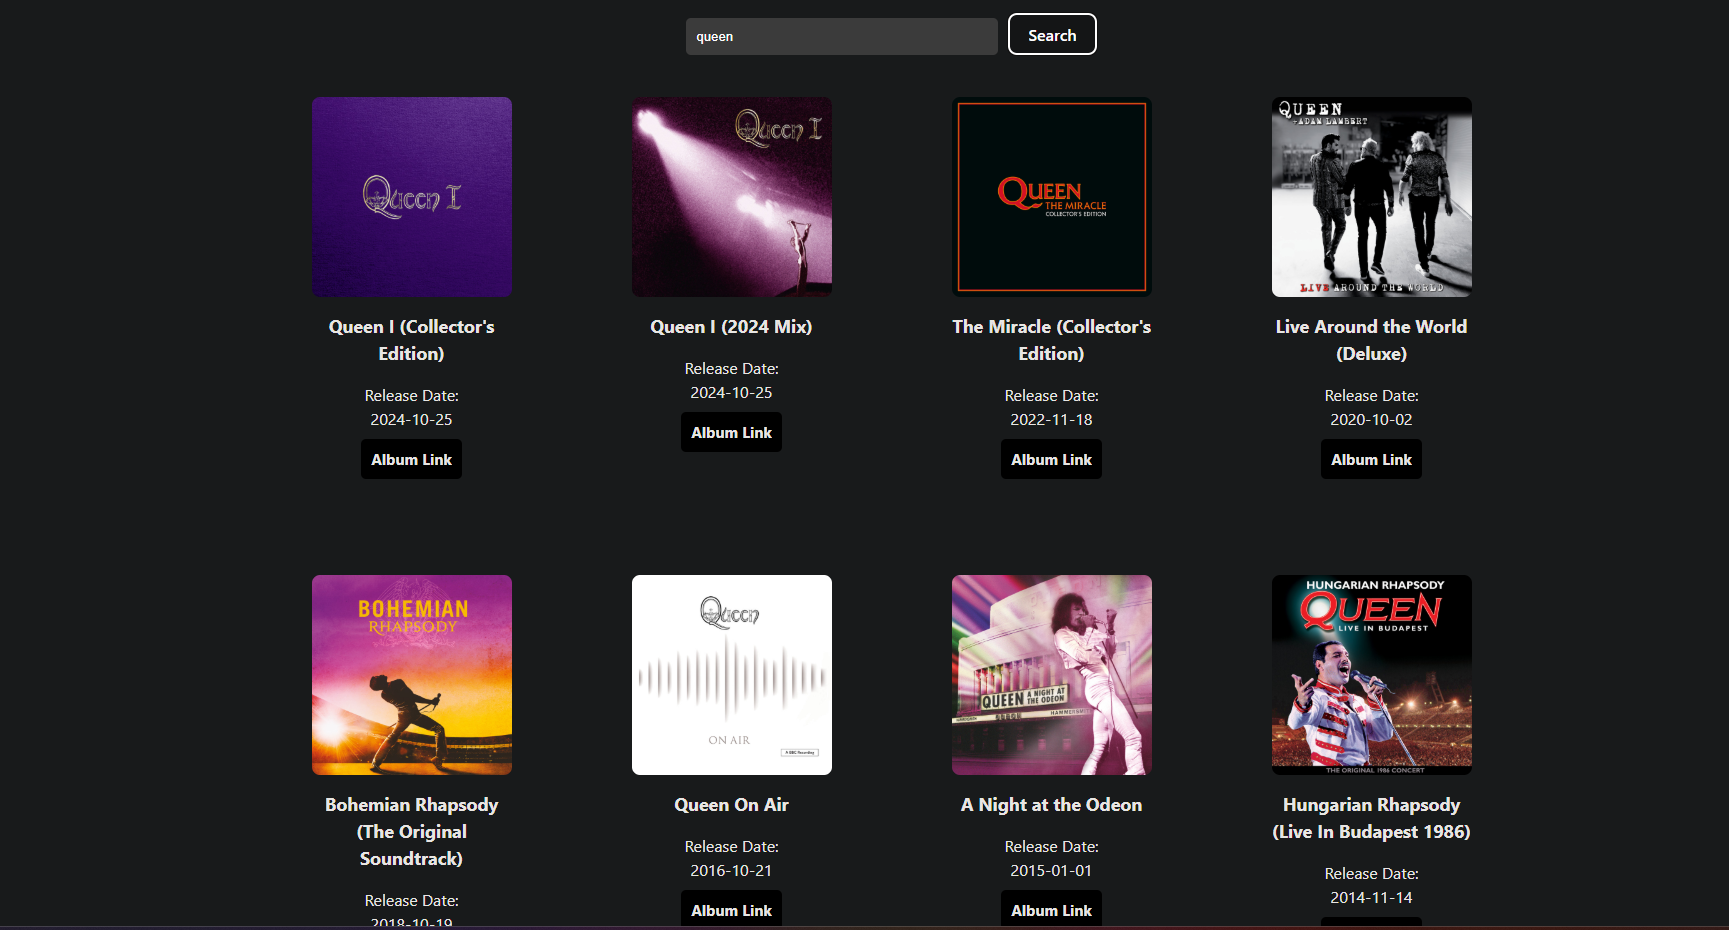 queen
Search
Queen I
Queen I
QUEEN
THE MIRACLE
COLLECTOR'S EDITION
QUEEN
+ ADAM LAMBERT
LIVE AROUND THE WORLD
Queen I (Collector's
Edition)
Release Date:
2024-10-25
Album Link
Queen I (2024 Mix)
Release Date:
2024-10-25
Album Link
The Miracle (Collector's
Edition)
Release Date:
2022-11-18
Album Link
Live Around the World
(Deluxe)
Release Date:
2020-10-02
Album Link
BOHEMIAN
RHAPSODY
Queen
ON AIR
A BBC Recording
QUEEN A NIGHT AT
THE ODEON
HAMMERSMITH
HUNGARIAN RHAPSODY
QUEEN
LIVE IN BUDAPEST
THE ORIGINAL 1986 CONCERT
Bohemian Rhapsody
(The Original
Soundtrack)
Release Date:
2018-10-19
Queen On Air
Release Date:
2016-10-21
Album Link
A Night at the Odeon
Release Date:
2015-01-01
Album Link
Hungarian Rhapsody
(Live In Budapest 1986)
Release Date:
2014-11-14